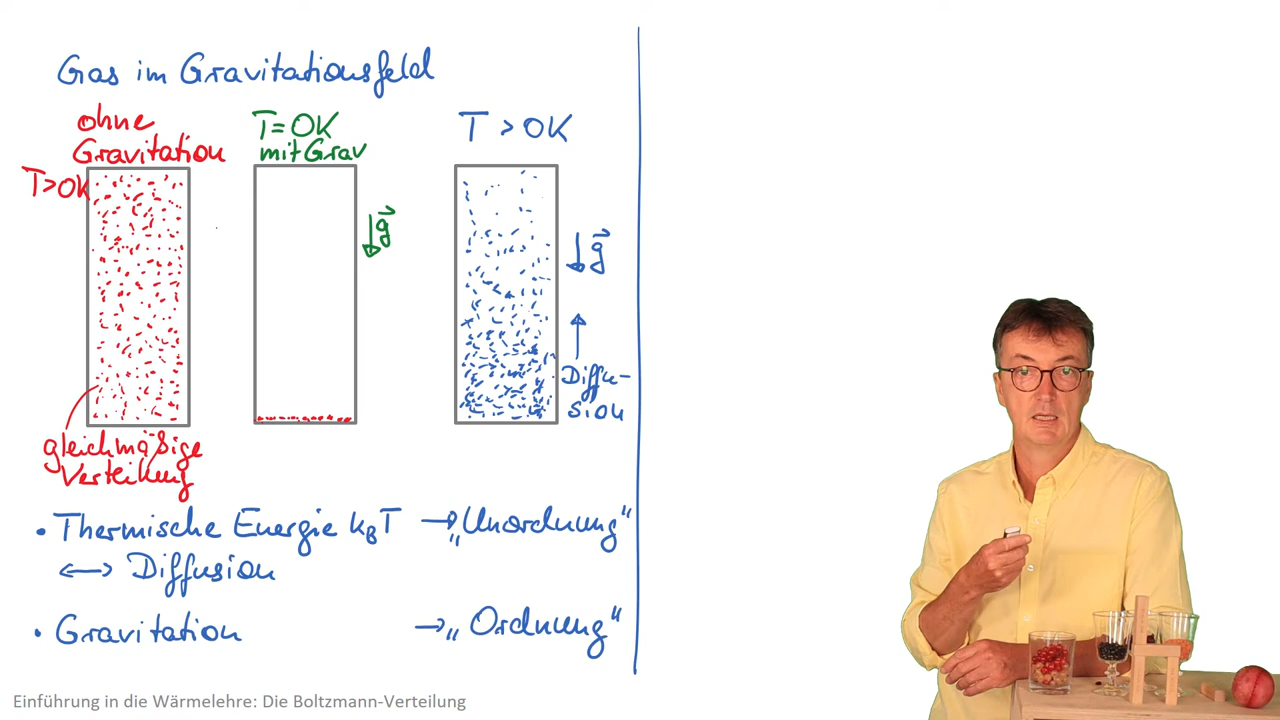 Gas im Gravitationsfeld
ohne
Gravitation
T>0K
gleichmäßige
Verteilung
T=0K
mit Grav
g
T > 0K
g
Diffu-
sion
• Thermische Energie kBT → „Unordnung“
↔ Diffusion
• Gravitation → „Ordnung“
Einführung in die Wärmelehre: Die Boltzmann-Verteilung